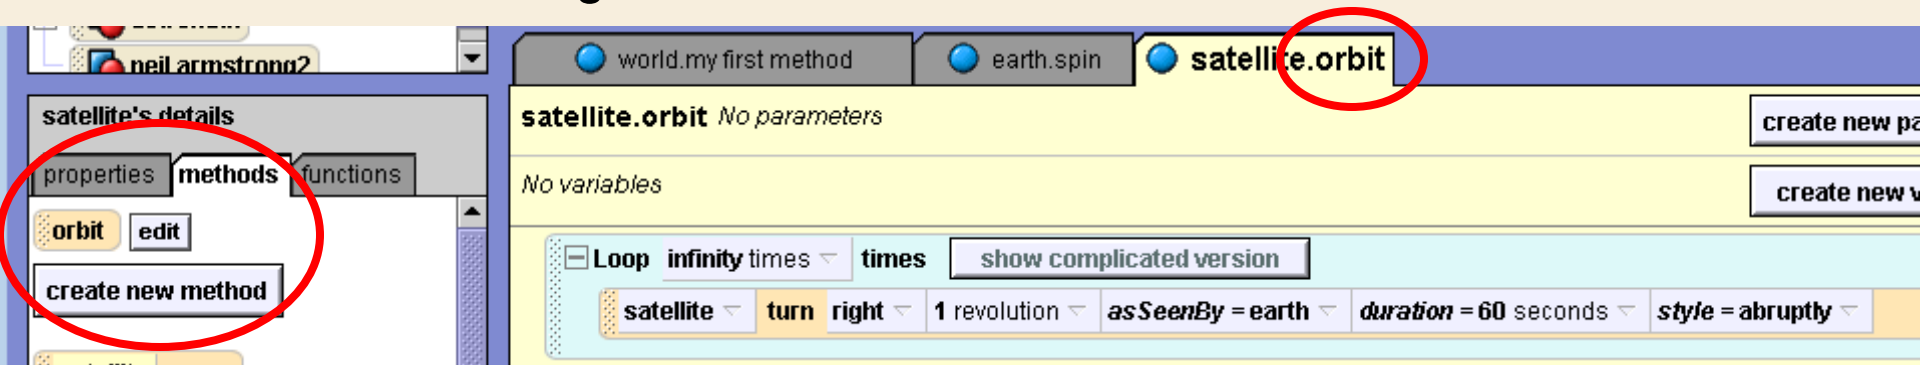 neil armstrong2
world.my first method
earth.spin
satellite.orbit
satellite's details
properties
methods
functions
orbit
edit
create new method
satellite.orbit No parameters
create new pa
No variables
create new v
Loop infinity times times show complicated version
satellite turn right 1 revolution asSeenBy = earth duration = 60 seconds style = abruptly